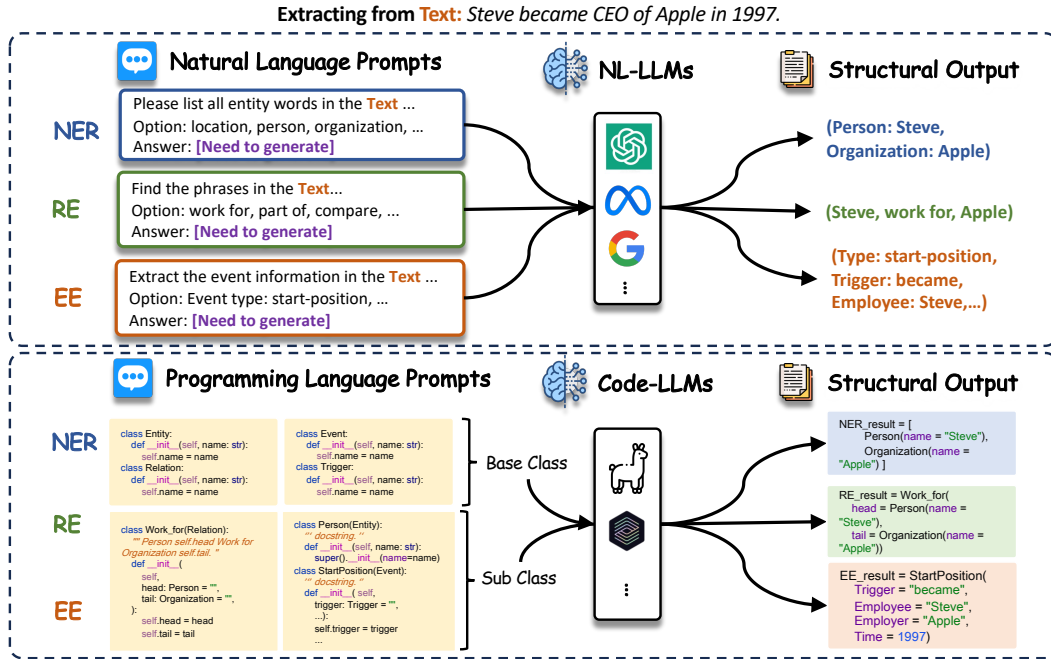 Extracting from Text: Steve became CEO of Apple in 1997.
Natural Language Prompts
NL-LLMs
Structural Output
NER
Please list all entity words in the Text ...
Option: location, person, organization, ...
Answer: [Need to generate]
(Person: Steve,
Organization: Apple)
RE
Find the phrases in the Text...
Option: work for, part of, compare, ...
Answer: [Need to generate]
(Steve, work for, Apple)
EE
Extract the event information in the Text ...
Option: Event type: start-position, ...
Answer: [Need to generate]
(Type: start-position,
Trigger: became,
Employee: Steve,...)
Programming Language Prompts
Code-LLMs
Structural Output
NER
RE
EE
class Entity:
def __init__(self, name: str):
self.name = name
class Relation:
def __init__(self, name: str):
self.name = name
class Event:
def __init__(self, name: str):
self.name = name
class Trigger:
def __init__(self, name: str):
self.name = name
Base Class
class Work_for(Relation):
"" Person self.head Work for
Organization self.tail. "
def __init__(
self,
head: Person = "",
tail: Organization = "",
):
self.head = head
self.tail = tail
class Person(Entity):
"' docstring. "
def __init__(self, name: str):
super().__init__(name=name)
class StartPosition(Event):
"' docstring. "
def __init__( self,
trigger: Trigger = "",
...):
self.trigger = trigger
...
Sub Class
NER_result = [
Person(name = "Steve"),
Organization(name =
"Apple") ]
RE_result = Work_for(
head = Person(name =
"Steve"),
tail = Organization(name =
"Apple"))
EE_result = StartPosition(
Trigger = "became",
Employee = "Steve",
Employer = "Apple",
Time = 1997)